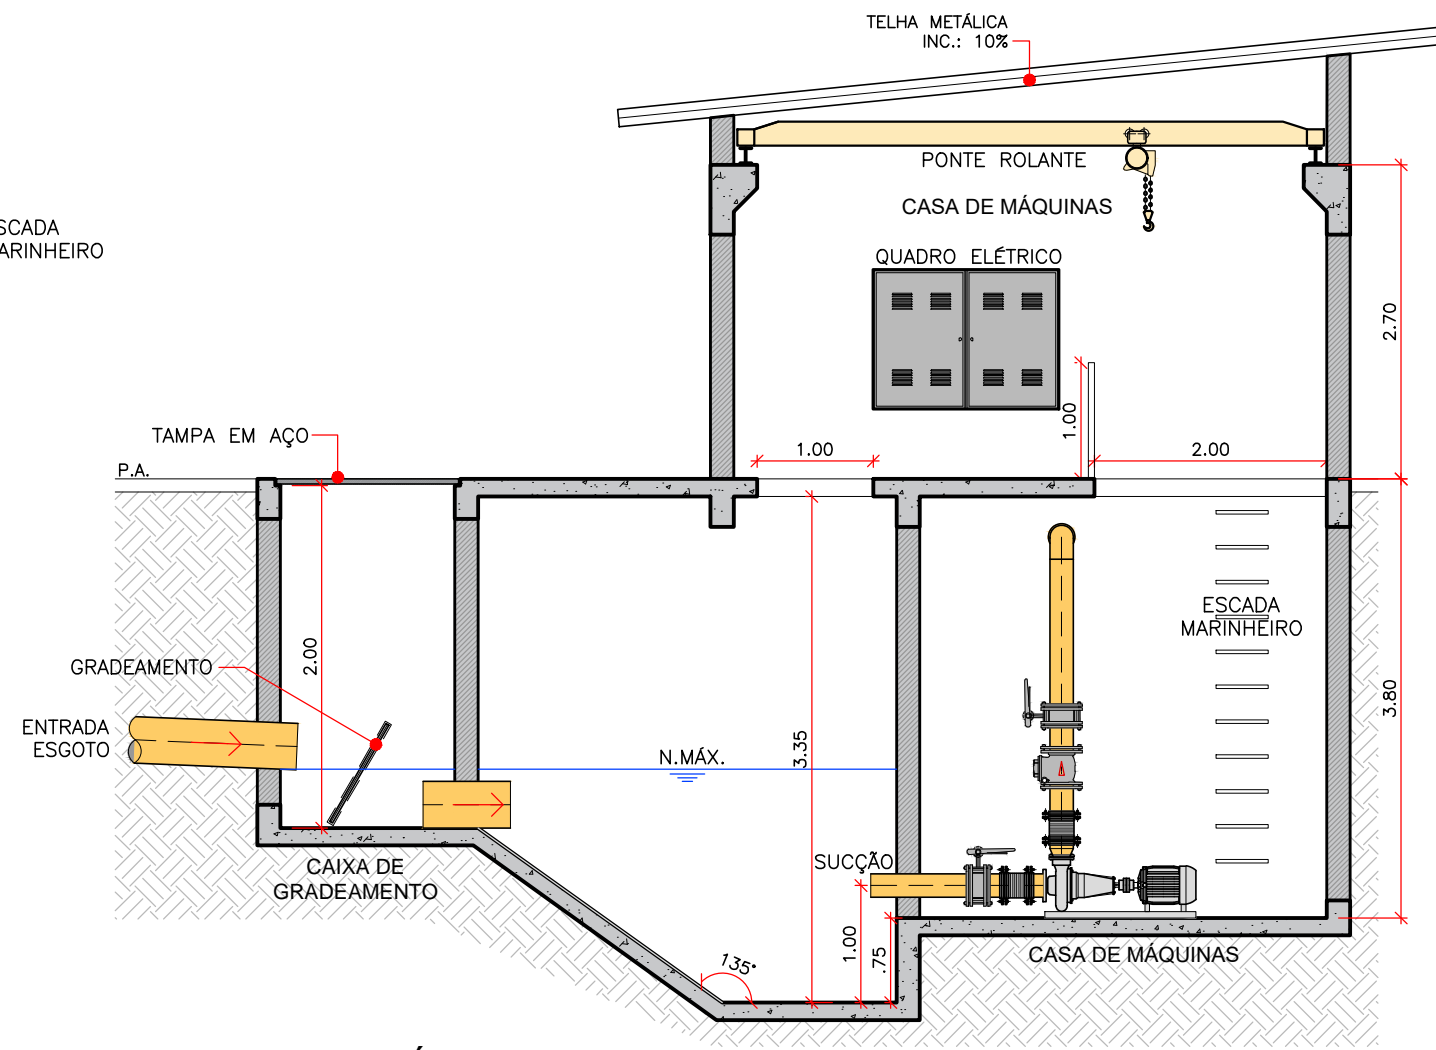 TELHA METÁLICA
INC.: 10%
PONTE ROLANTE
CASA DE MÁQUINAS
SCADA
ARINHEIRO
QUADRO ELÉTRICO
2.70
1.00
TAMPA EM AÇO
1.00
2.00
P.A.
ESCADA
MARINHEIRO
2.00
GRADEAMENTO
3.80
ENTRADA
ESGOTO
N.MÁX.
3.35
SUCÇÃO
CAIXA DE
GRADEAMENTO
1.00
.75
135°
CASA DE MÁQUINAS